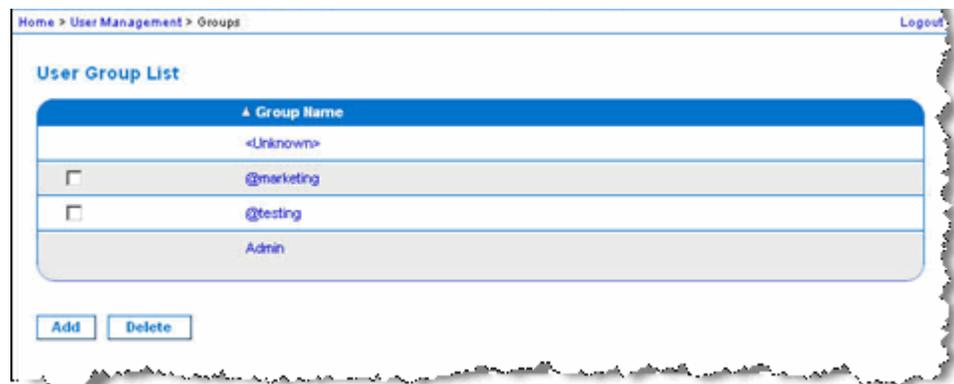 Home > User Management > Groups Logout
User Group List
▲ Group Name
<Unknown>
@marketing
@testing
Admin
Add Delete